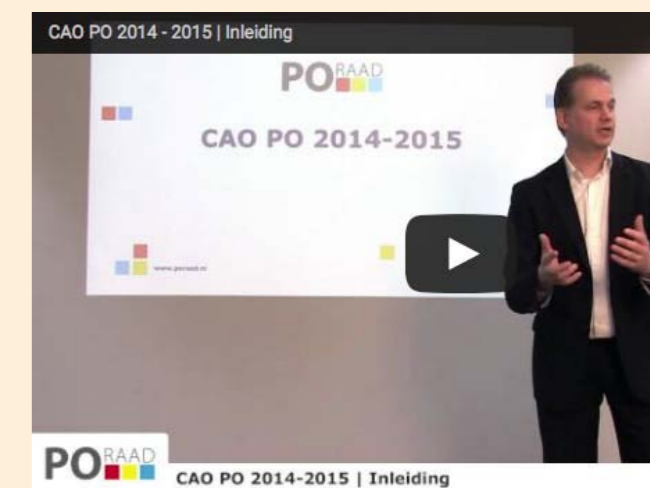 CAO PO 2014 - 2015 | Inleiding
PORAAD
CAO PO 2014-2015
www.poraad.nl
PORAAD
CAO PO 2014-2015 | Inleiding